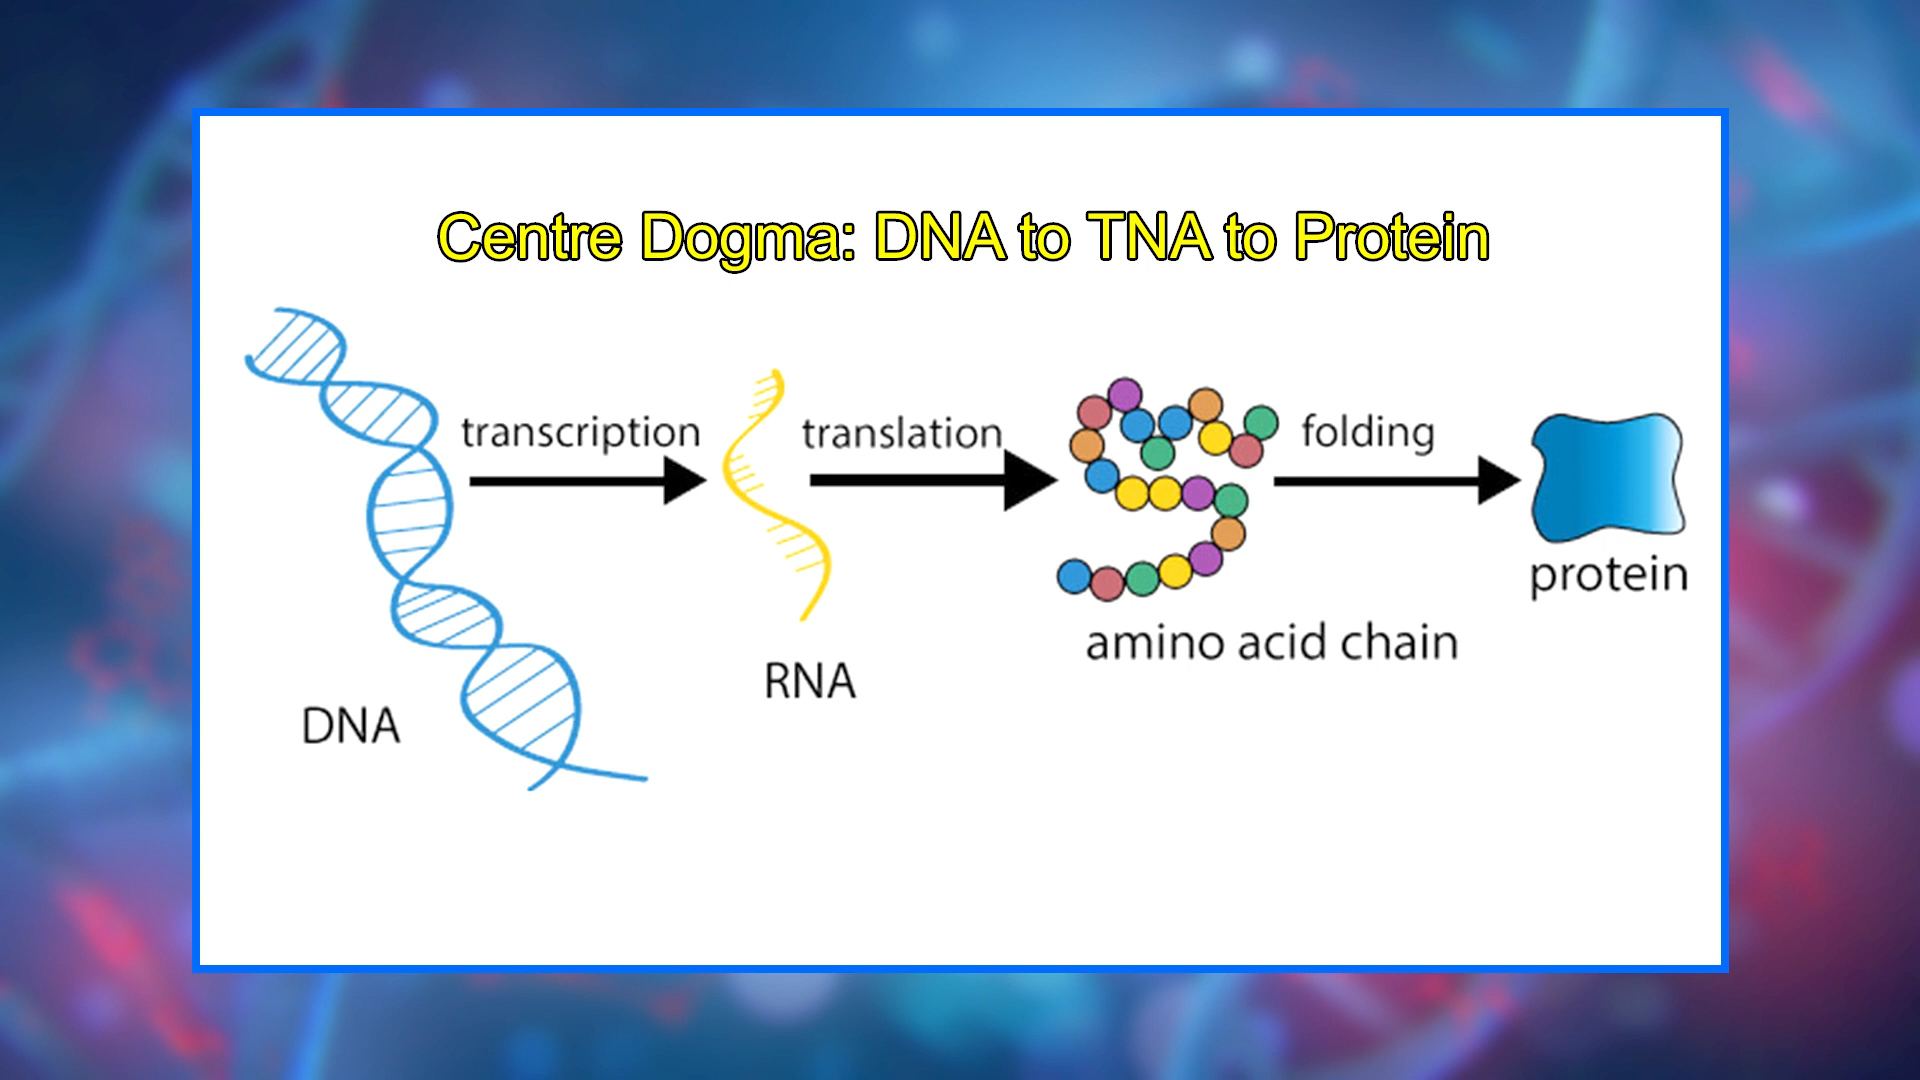 Centre Dogma: DNA to TNA to Protein
transcription
translation
folding
DNA
RNA
amino acid chain
protein